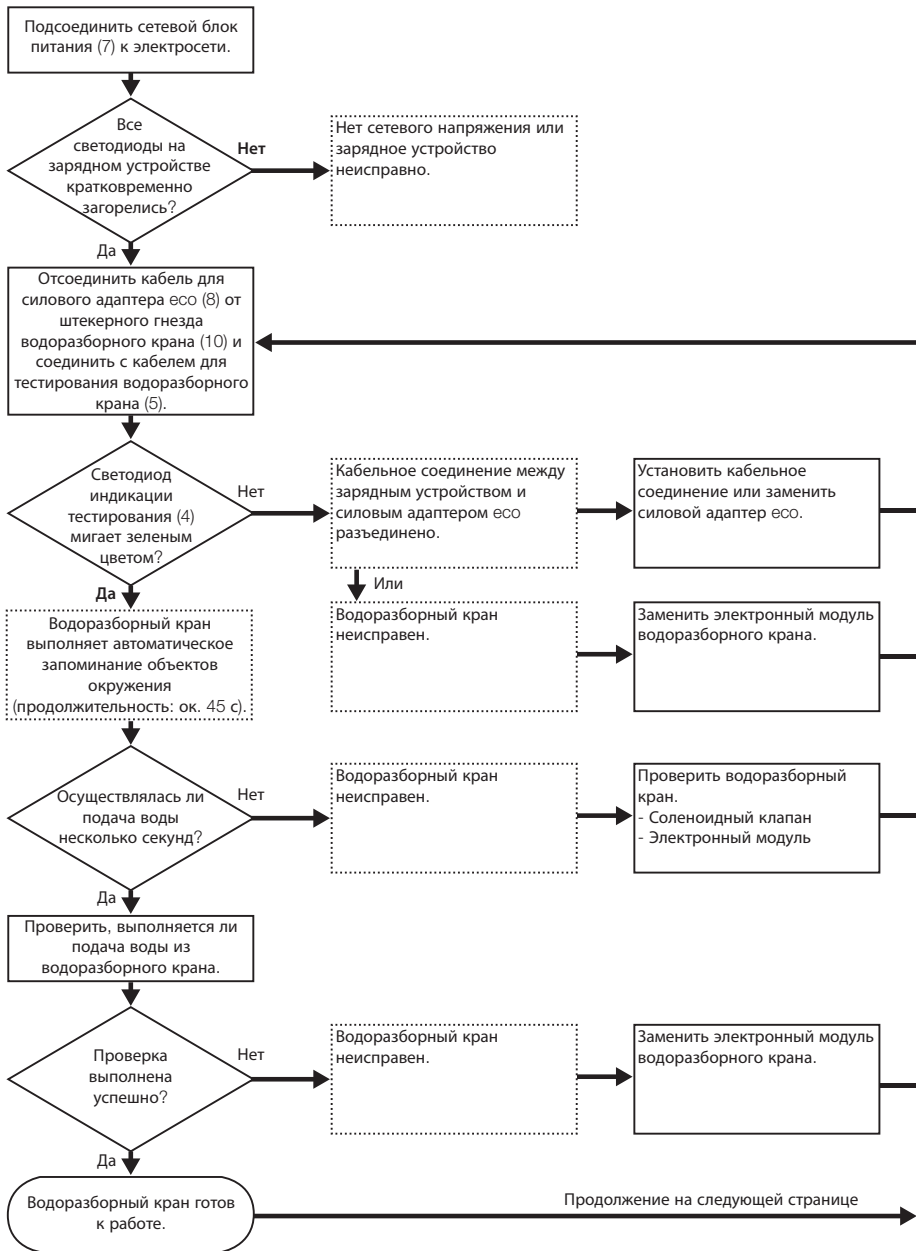 Подсоединить сетевой блок
питания (7) к электросети.
Все
светодиоды на
зарядном устройстве
кратковременно
загорелись?
Нет
Нет сетевого напряжения или
зарядное устройство
неисправно.
Да
Отсоединить кабель для
силового адаптера eco (8) от
штекерного гнезда
водоразборного крана (10) и
соединить с кабелем для
тестирования водоразборного
крана (5).
Светодиод
индикации
тестирования (4)
мигает зеленым
цветом?
Нет
Кабельное соединение между
зарядным устройством и
силовым адаптером eco
разъединено.
Установить кабельное
соединение или заменить
силовой адаптер eco.
Или
Водоразборный кран
неисправен.
Заменить электронный модуль
водоразборного крана.
Да
Водоразборный кран
выполняет автоматическое
запоминание объектов
окружения
(продолжительность: ок. 45 с).
Осуществлялась ли
подача воды
несколько секунд?
Нет
Водоразборный кран
неисправен.
Проверить водоразборный
кран.
- Соленоидный клапан
- Электронный модуль
Да
Проверить, выполняется ли
подача воды из
водоразборного крана.
Проверка
выполнена
успешно?
Нет
Водоразборный кран
неисправен.
Заменить электронный модуль
водоразборного крана.
Да
Водоразборный кран готов
к работе.
Продолжение на следующей странице